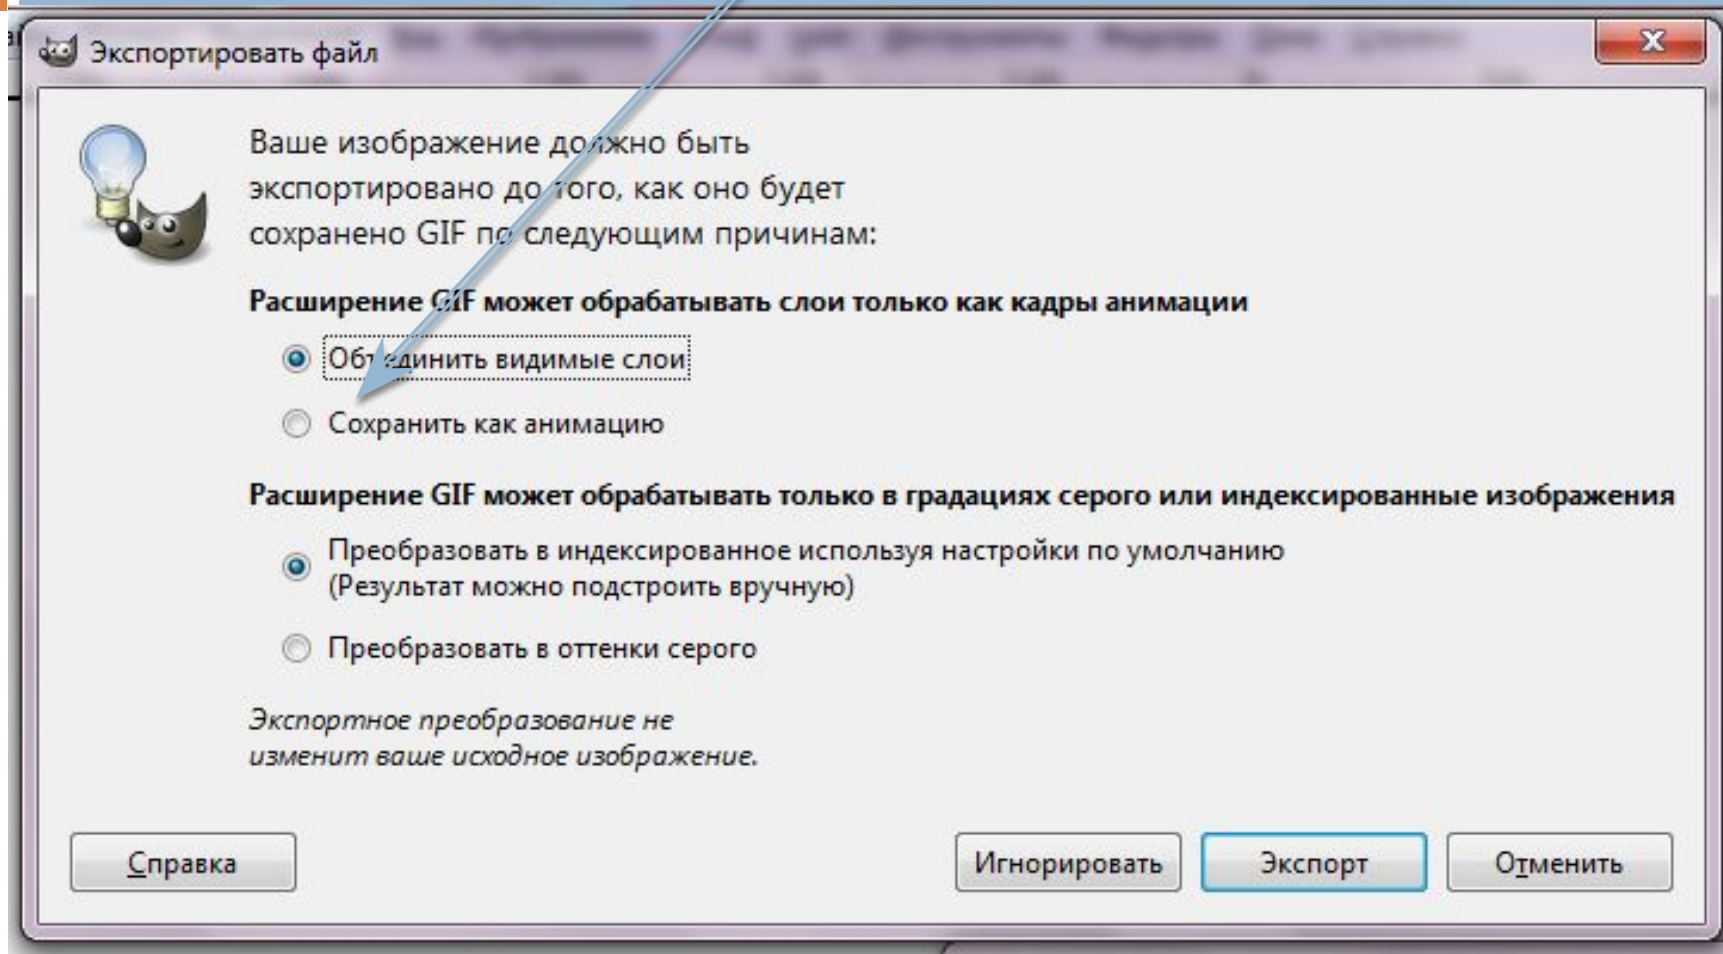 Экспортировать файл
Ваше изображение должно быть
экспортировано до того, как оно будет
сохранено GIF по следующим причинам:
Расширение GIF может обрабатывать слои только как кадры анимации
Объединить видимые слои
Сохранить как анимацию
Расширение GIF может обрабатывать только в градациях серого или индексированные изображения
Преобразовать в индексированное используя настройки по умолчанию
(Результат можно подстроить вручную)
Преобразовать в оттенки серого
Экспортное преобразование не
изменит ваше исходное изображение.
Справка
Игнорировать
Экспорт
Отменить